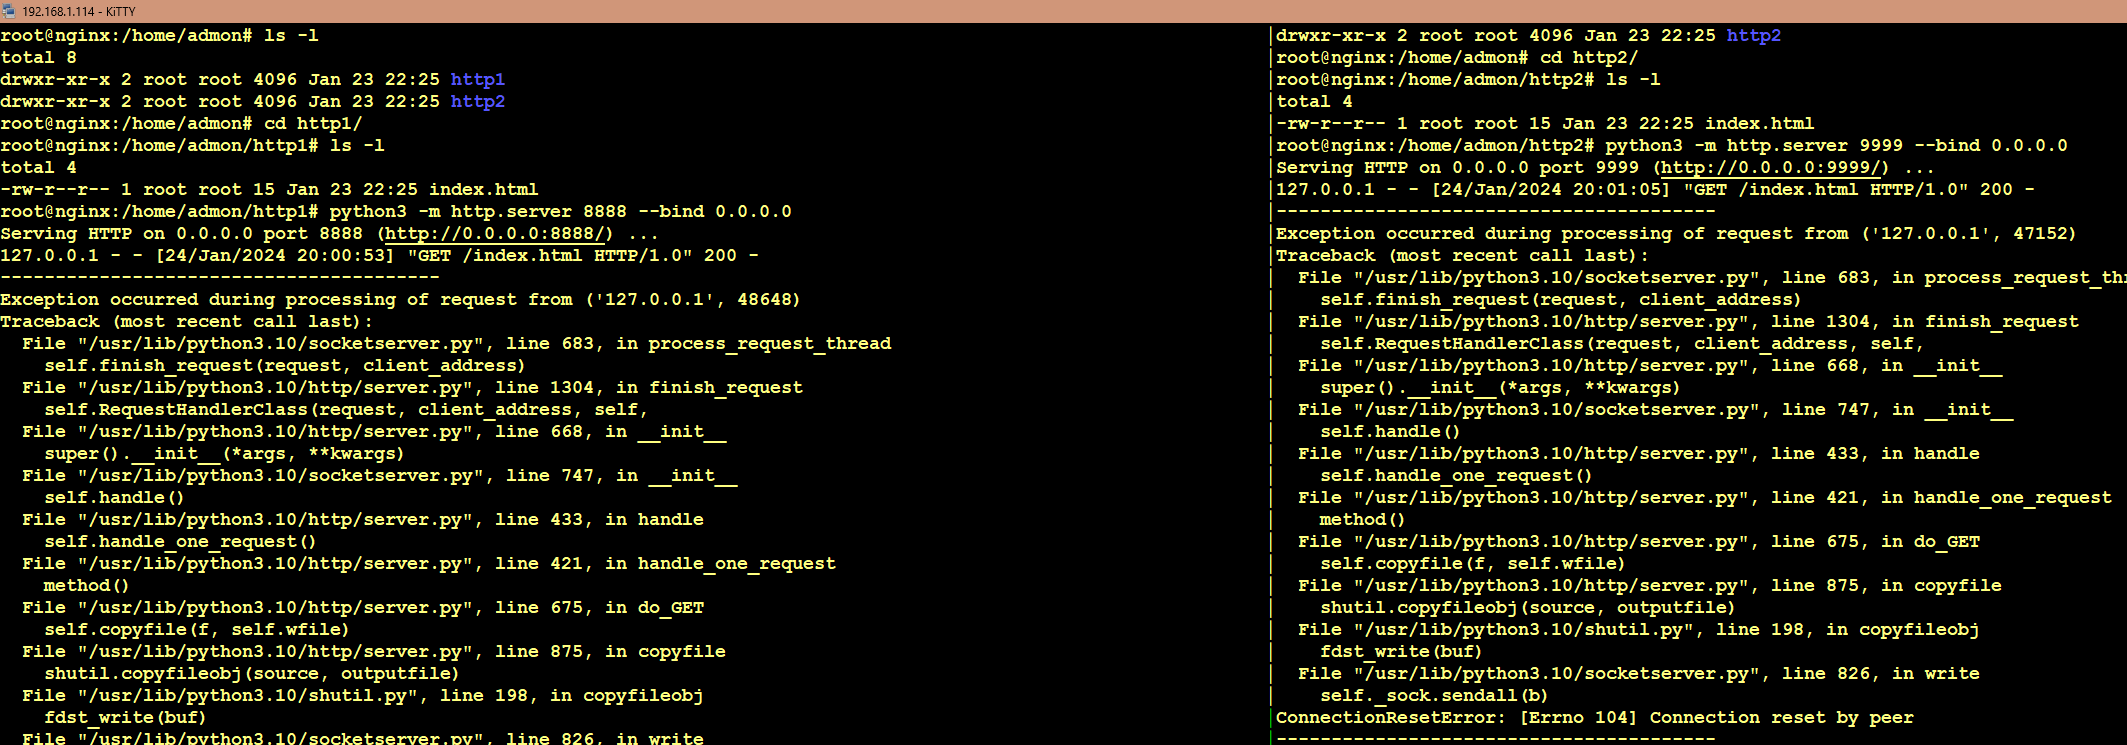 192.168.1.114 - KiTTY
root@nginx:/home/admon# ls -l
total 8
drwxr-xr-x 2 root root 4096 Jan 23 22:25 http1
drwxr-xr-x 2 root root 4096 Jan 23 22:25 http2
root@nginx:/home/admon# cd http1/
root@nginx:/home/admon/http1# ls -l
total 4
-rw-r--r-- 1 root root 15 Jan 23 22:25 index.html
root@nginx:/home/admon/http1# python3 -m http.server 8888 --bind 0.0.0.0
Serving HTTP on 0.0.0.0 port 8888 (http://0.0.0.0:8888/) ...
127.0.0.1 - - [24/Jan/2024 20:00:53] "GET /index.html HTTP/1.0" 200 -
----------------------------------------
Exception occurred during processing of request from ('127.0.0.1', 48648)
Traceback (most recent call last):
  File "/usr/lib/python3.10/socketserver.py", line 683, in process_request_thread
    self.finish_request(request, client_address)
  File "/usr/lib/python3.10/http/server.py", line 1304, in finish_request
    self.RequestHandlerClass(request, client_address, self,
  File "/usr/lib/python3.10/http/server.py", line 668, in __init__
    super().__init__(*args, **kwargs)
  File "/usr/lib/python3.10/socketserver.py", line 747, in __init__
    self.handle()
  File "/usr/lib/python3.10/http/server.py", line 433, in handle
    self.handle_one_request()
  File "/usr/lib/python3.10/http/server.py", line 421, in handle_one_request
    method()
  File "/usr/lib/python3.10/http/server.py", line 675, in do_GET
    self.copyfile(f, self.wfile)
  File "/usr/lib/python3.10/http/server.py", line 875, in copyfile
    shutil.copyfileobj(source, outputfile)
  File "/usr/lib/python3.10/shutil.py", line 198, in copyfileobj
    fdst_write(buf)
  File "/usr/lib/python3.10/socketserver.py", line 826, in write
drwxr-xr-x 2 root root 4096 Jan 23 22:25 http2
root@nginx:/home/admon# cd http2/
root@nginx:/home/admon/http2# ls -l
total 4
-rw-r--r-- 1 root root 15 Jan 23 22:25 index.html
root@nginx:/home/admon/http2# python3 -m http.server 9999 --bind 0.0.0.0
Serving HTTP on 0.0.0.0 port 9999 (http://0.0.0.0:9999/) ...
127.0.0.1 - - [24/Jan/2024 20:01:05] "GET /index.html HTTP/1.0" 200 -
----------------------------------------
Exception occurred during processing of request from ('127.0.0.1', 47152)
Traceback (most recent call last):
  File "/usr/lib/python3.10/socketserver.py", line 683, in process_request_thr
    self.finish_request(request, client_address)
  File "/usr/lib/python3.10/http/server.py", line 1304, in finish_request
    self.RequestHandlerClass(request, client_address, self,
  File "/usr/lib/python3.10/http/server.py", line 668, in __init__
    super().__init__(*args, **kwargs)
  File "/usr/lib/python3.10/socketserver.py", line 747, in __init__
    self.handle()
  File "/usr/lib/python3.10/http/server.py", line 433, in handle
    self.handle_one_request()
  File "/usr/lib/python3.10/http/server.py", line 421, in handle_one_request
    method()
  File "/usr/lib/python3.10/http/server.py", line 675, in do_GET
    self.copyfile(f, self.wfile)
  File "/usr/lib/python3.10/http/server.py", line 875, in copyfile
    shutil.copyfileobj(source, outputfile)
  File "/usr/lib/python3.10/shutil.py", line 198, in copyfileobj
    fdst_write(buf)
  File "/usr/lib/python3.10/socketserver.py", line 826, in write
    self._sock.sendall(b)
ConnectionResetError: [Errno 104] Connection reset by peer
----------------------------------------